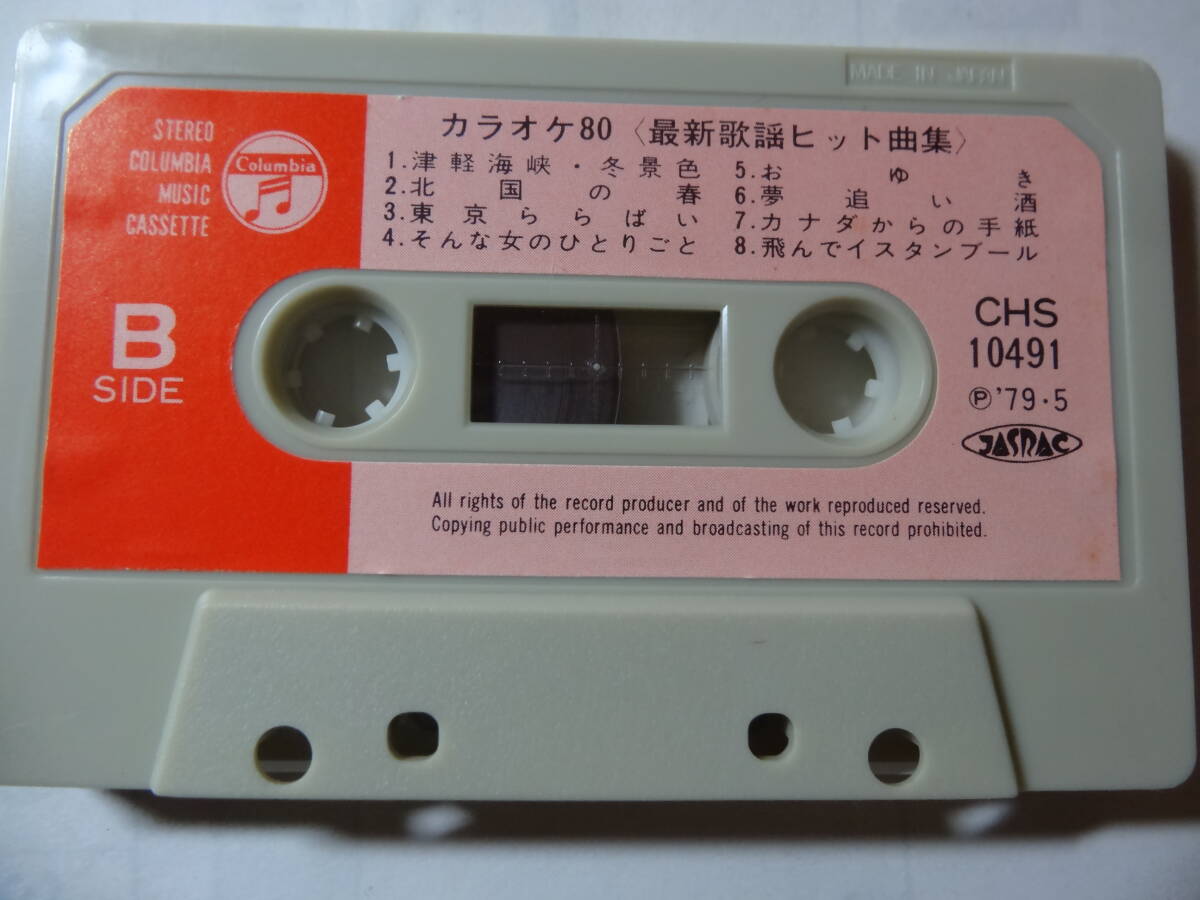 MADE IN JAPAN
カラオケ80〈最新歌謡ヒット曲集〉
STEREO
COLUMBIA
MUSIC
CASSETTE
Columbia
1.津軽海峡・冬景色
2.北国の春
3.東京ららばい
4.そんな女のひとりごと
5.おゆき
6.夢追い酒
7.カナダからの手紙
8.飛んでイスタンブール
B
SIDE
CHS
10491
Ⓟ'79・5
JASRAC
All rights of the record producer and of the work reproduced reserved.
Copying public performance and broadcasting of this record prohibited.